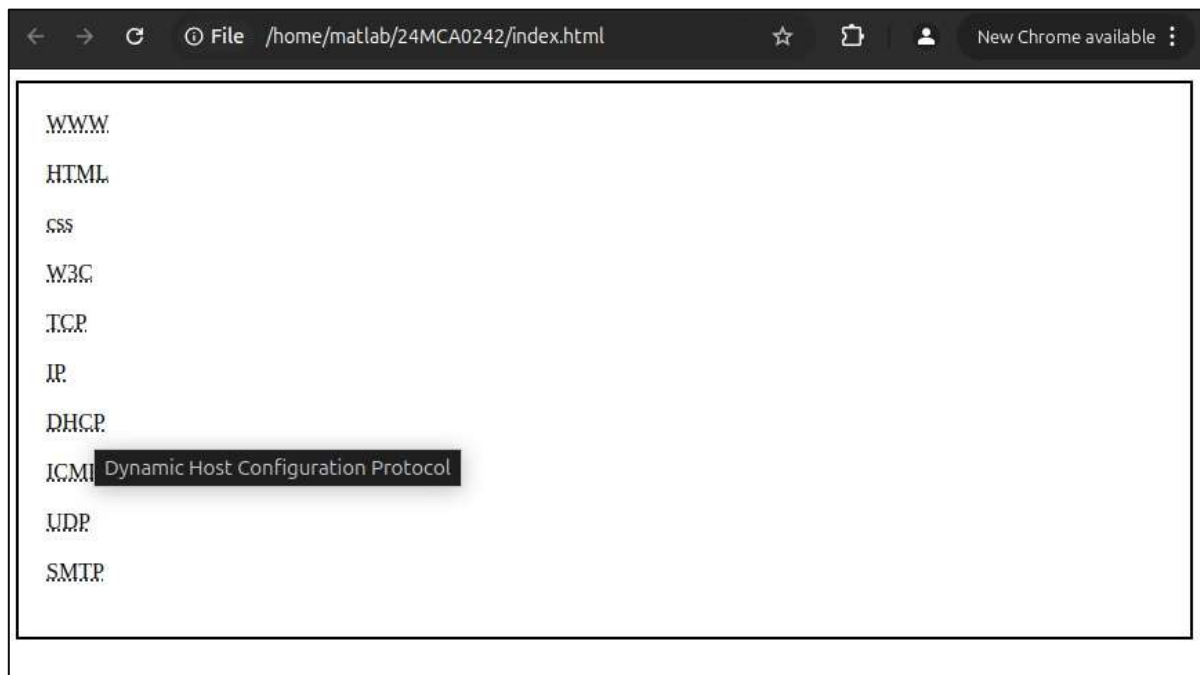 File /home/matlab/24MCA0242/index.html New Chrome available
WWW
HTML
css
W3C
TCP
IP
DHCP
Dynamic Host Configuration Protocol
UDP
SMTP